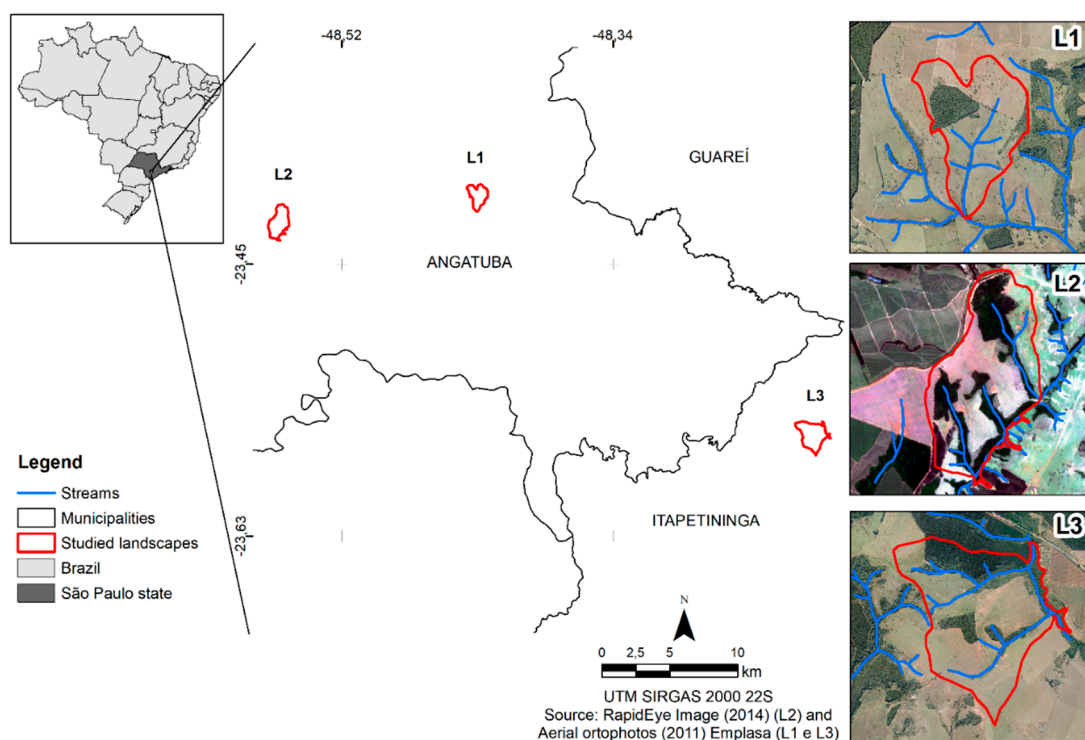 -48,52
-48,34
L1
GUAREÍ
L2
L1
-23,45
ANGATUBA
L2
L3
Legend
Streams
Municipalities
Studied landscapes
Brazil
São Paulo state
-23,63
ITAPETININGA
L3
N
0 2,5 5 10
km
UTM SIRGAS 2000 22S
Source: RapidEye Image (2014) (L2) and
Aerial ortophotos (2011) Emplasa (L1 e L3)